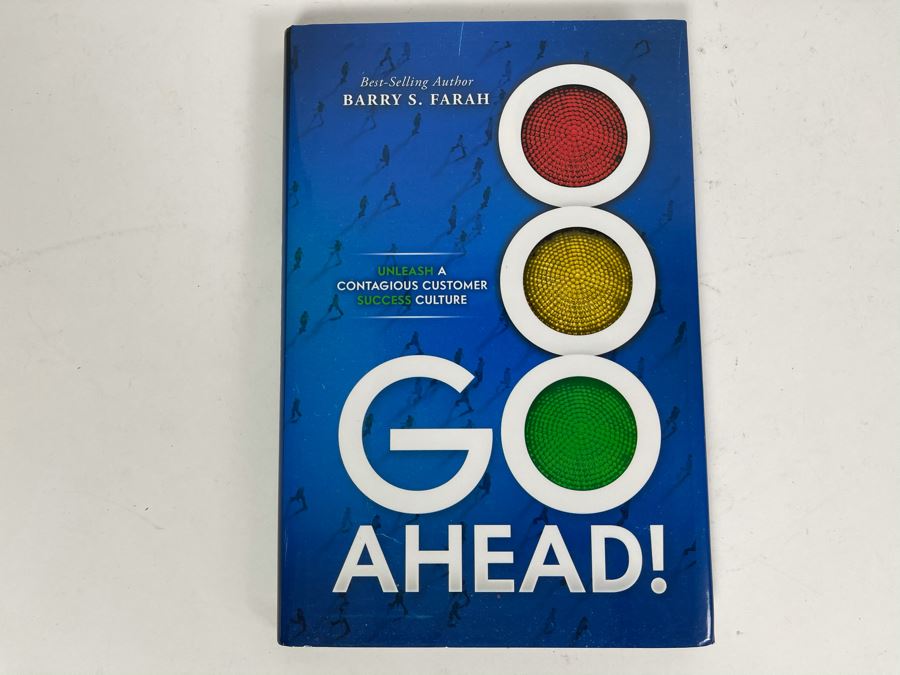 Best-Selling Author
BARRY S. FARAH
UNLEASH A
CONTAGIOUS CUSTOMER
SUCCESS CULTURE
GO
AHEAD!